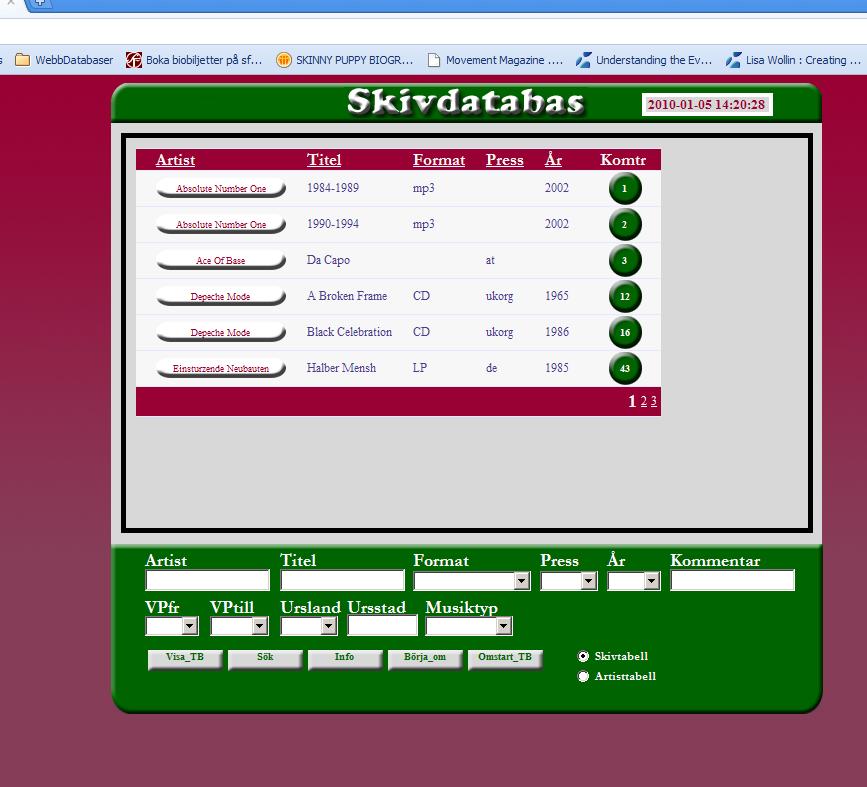 WebbDatabaser Boka biobiljetter på sf... SKINNY PUPPY BIOGR... Movement Magazine .... Understanding the Ev... Lisa Wollin : Creating ...
Skivdatabas 2010-01-05 14:20:28
Artist Titel Format Press År Komtr
Absolute Number One 1984-1989 mp3 2002 1
Absolute Number One 1990-1994 mp3 2002 2
Ace Of Base Da Capo at 3
Depeche Mode A Broken Frame CD ukorg 1965 12
Depeche Mode Black Celebration CD ukorg 1986 16
Einsturzende Neubauten Halber Mensh LP de 1985 43
1 2 3
Artist Titel Format Press År Kommentar
VPfr VPtill Ursland Ursstad Musiktyp
Visa_TB Sök Info Börja_om Omstart_TB Skivtabell
Artisttabell